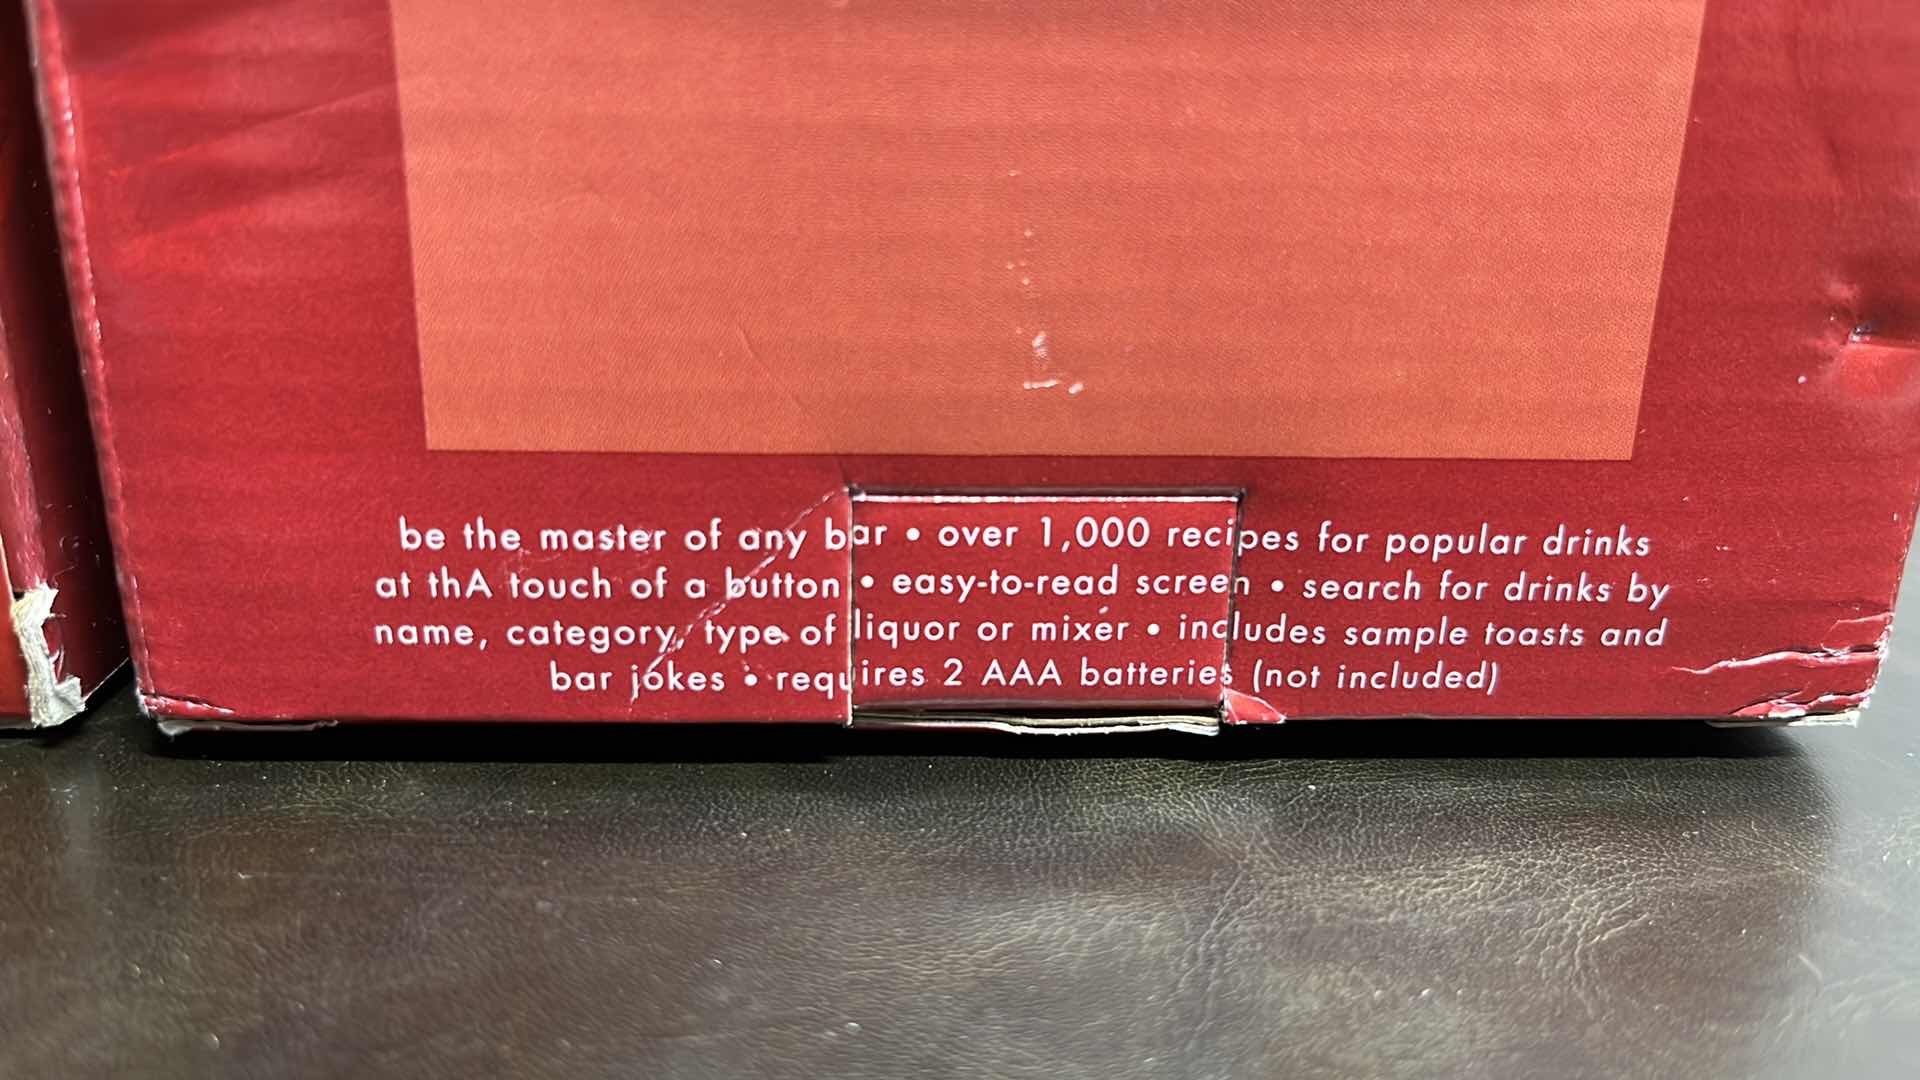 be the master of any bar • over 1,000 recipes for popular drinks
at thA touch of a button • easy-to-read screen • search for drinks by
name, category, type of liquor or mixer • includes sample toasts and
bar jokes • requires 2 AAA batteries (not included)